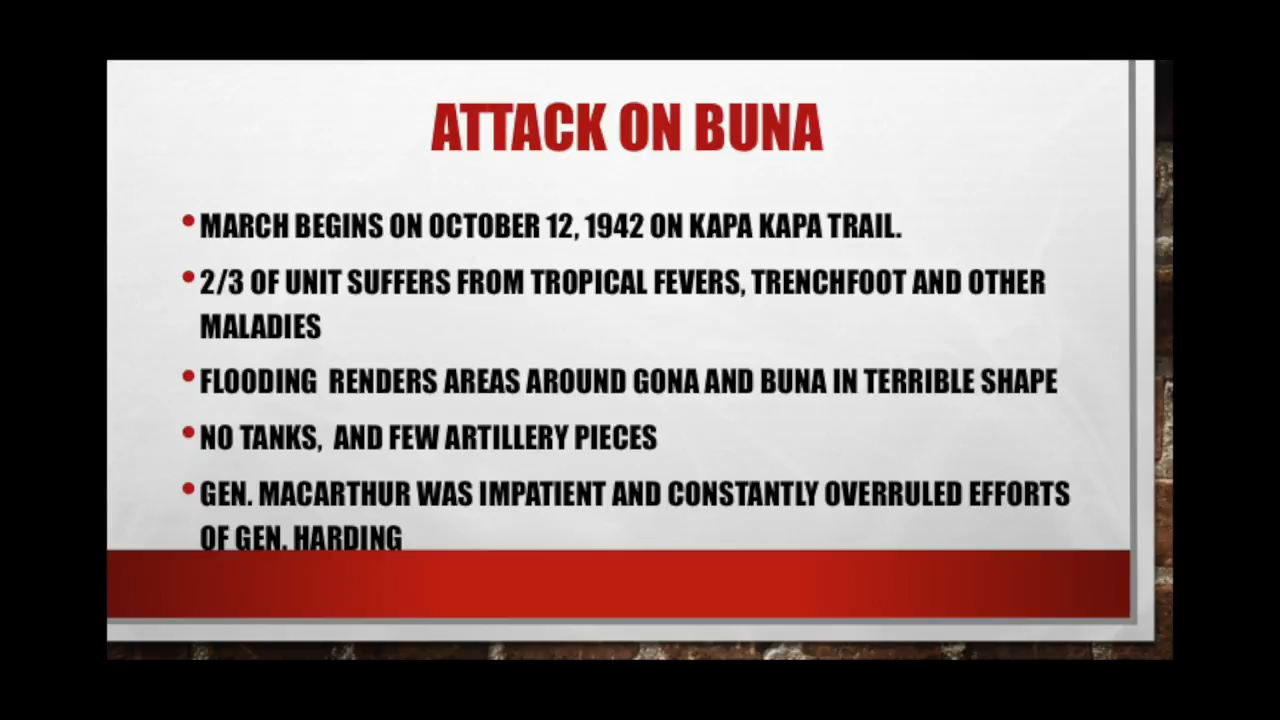 ATTACK ON BUNA
•MARCH BEGINS ON OCTOBER 12, 1942 ON KAPA KAPA TRAIL.
•2/3 OF UNIT SUFFERS FROM TROPICAL FEVERS, TRENCHFOOT AND OTHER
MALADIES
•FLOODING  RENDERS AREAS AROUND GONA AND BUNA IN TERRIBLE SHAPE
•NO TANKS,  AND FEW ARTILLERY PIECES
•GEN. MACARTHUR WAS IMPATIENT AND CONSTANTLY OVERRULED EFFORTS
OF GEN. HARDING